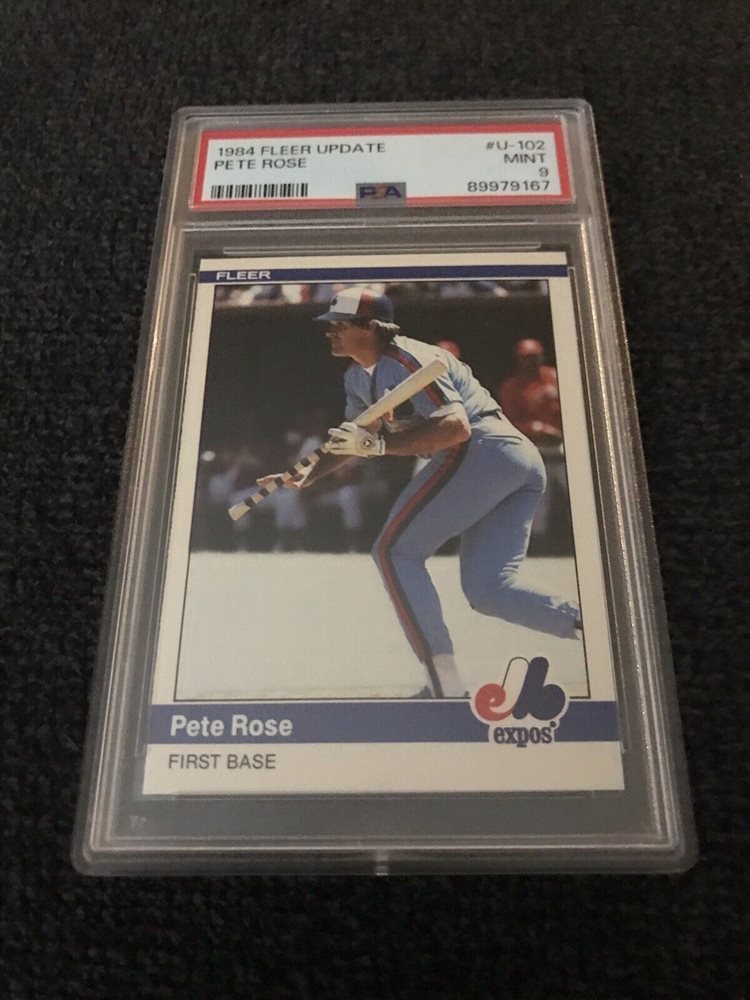 1984 FLEER UPDATE #U-102
PETE ROSE MINT
9
PSA 89979167
FLEER
expos
Pete Rose
FIRST BASE